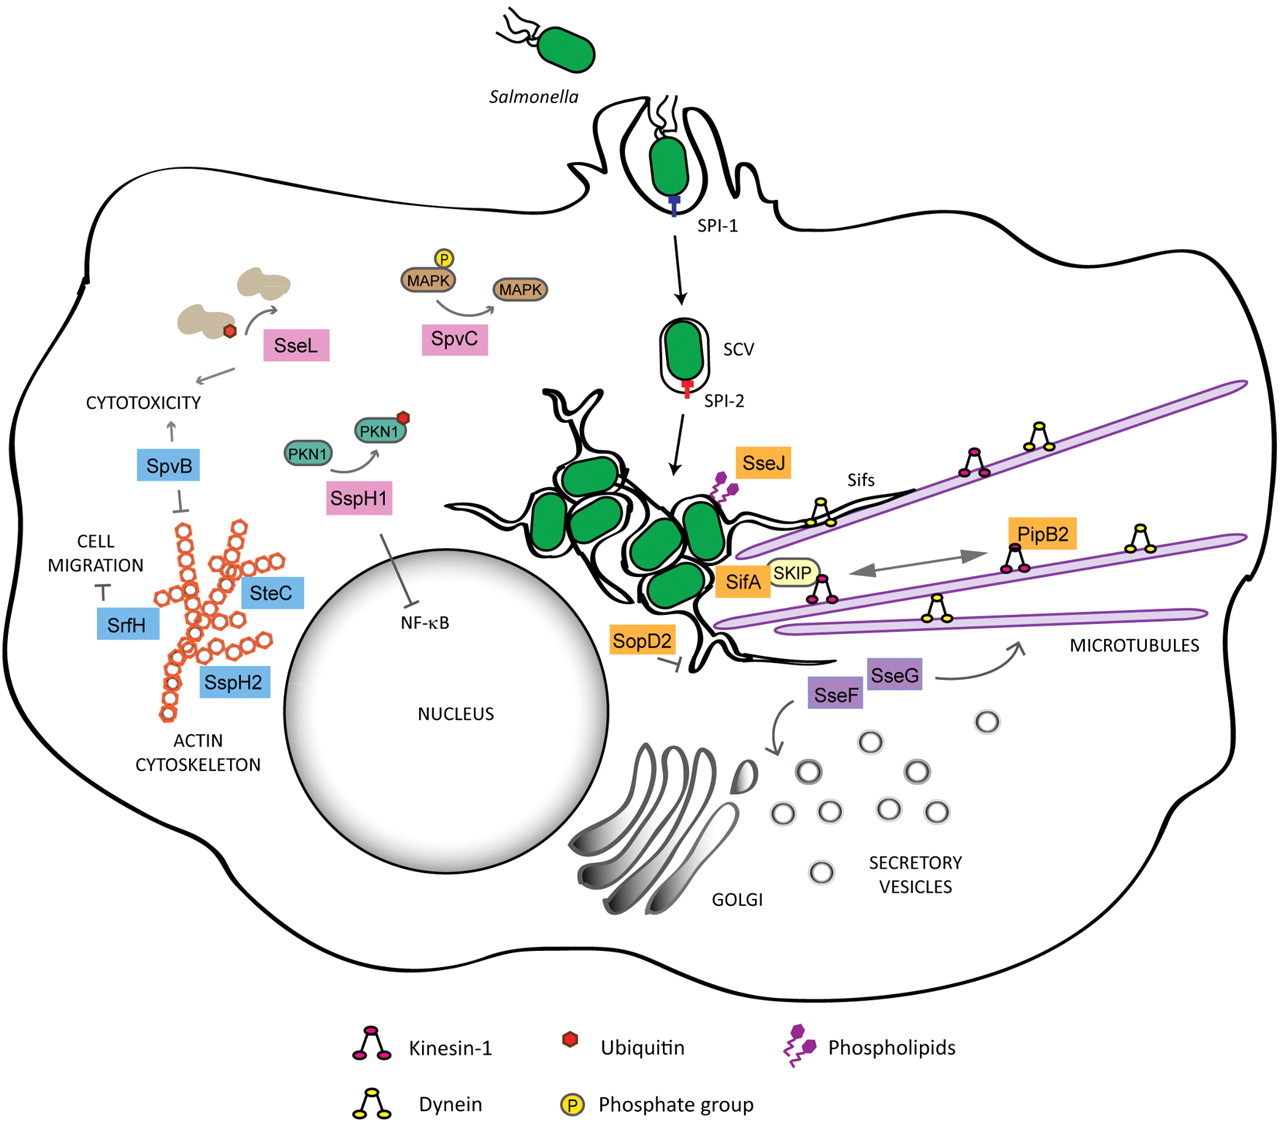 Salmonella
SPI-1
P
MAPK
MAPK
SpvC
SseL
SCV
SPI-2
CYTOTOXICITY
PKN1
PKN1
SspH1
SpvB
SseJ
Sifs
PipB2
CELL
MIGRATION
SteC
SrfH
SspH2
NF-κB
SifA
SKIP
SopD2
MICROTUBULES
SseG
SseF
NUCLEUS
ACTIN
CYTOSKELETON
GOLGI
SECRETORY
VESICLES
Kinesin-1
Ubiquitin
Phospholipids
Dynein
P
Phosphate group